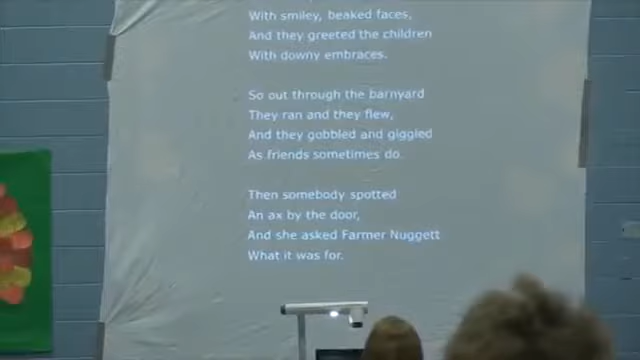 With smiley, beaked faces,
And they greeted the children
With downy embraces.
So out through the barnyard
They ran and they flew,
And they gobbled and giggled
As friends sometimes do.
Then somebody spotted
An ax by the door,
And she asked Farmer Nuggett
What it was for.